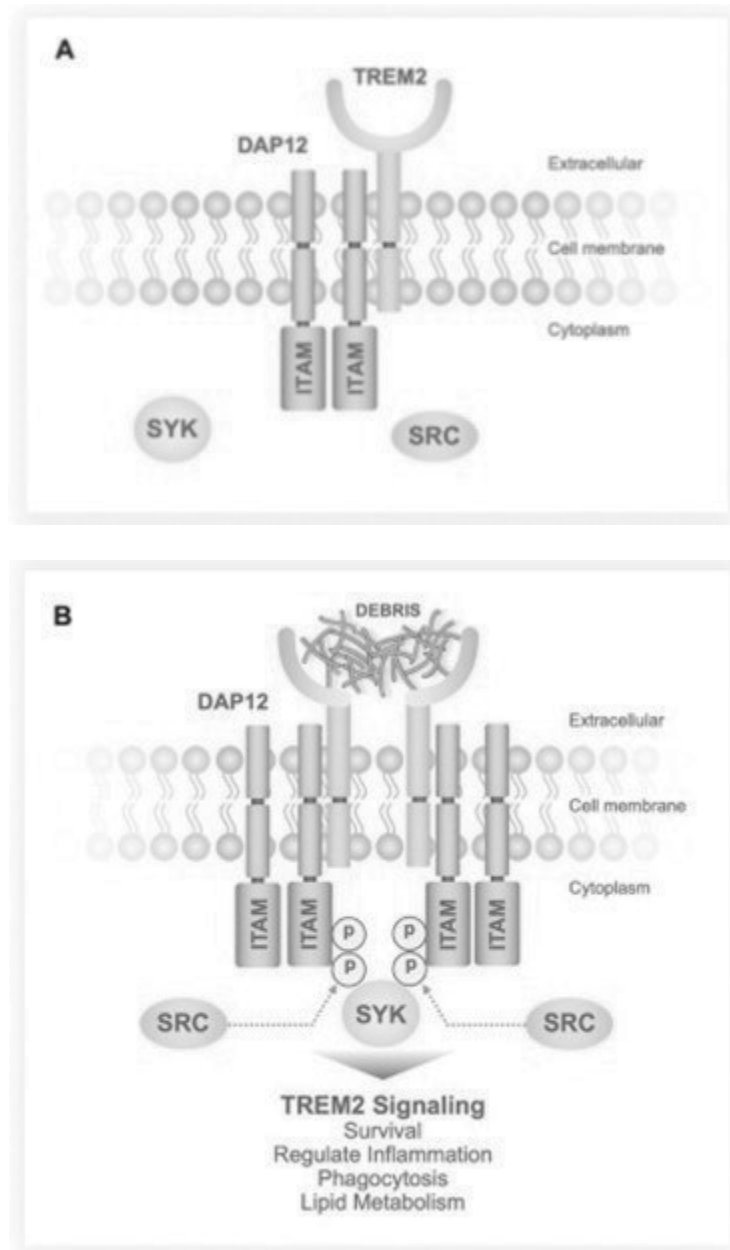 A
TREM2
DAP12
Extracellular
Cell membrane
Cytoplasm
ITAM
ITAM
SYK
SRC
B
DEBRIS
DAP12
Extracellular
Cell membrane
Cytoplasm
ITAM
ITAM
ITAM
ITAM
P
P
P
P
SRC
SYK
SRC
TREM2 Signaling
Survival
Regulate Inflammation
Phagocytosis
Lipid Metabolism